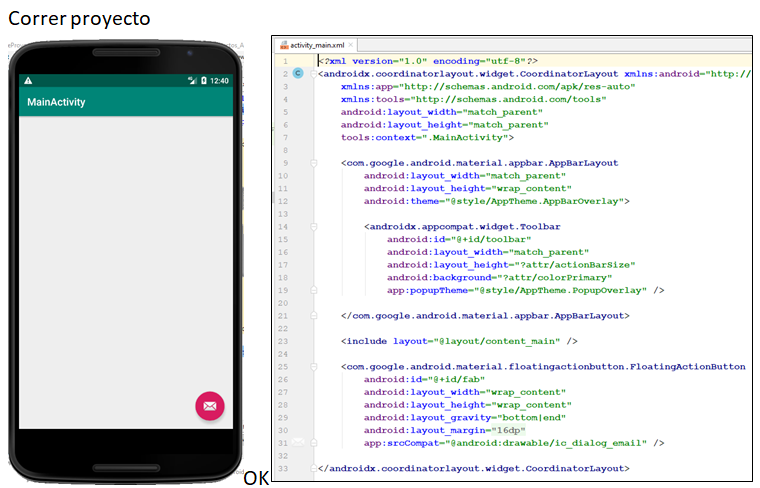 Correr proyecto
12:40
MainActivity
OK
activity_main.xml
1 <?xml version="1.0" encoding="utf-8"?>
2 <androidx.coordinatorlayout.widget.CoordinatorLayout xmlns:android="http://
3 xmlns:app="http://schemas.android.com/apk/res-auto"
4 xmlns:tools="http://schemas.android.com/tools"
5 android:layout_width="match_parent"
6 android:layout_height="match_parent"
7 tools:context=".MainActivity">
8
9 <com.google.android.material.appbar.AppBarLayout
10 android:layout_width="match_parent"
11 android:layout_height="wrap_content"
12 android:theme="@style/AppTheme.AppBarOverlay">
13
14 <androidx.appcompat.widget.Toolbar
15 android:id="@+id/toolbar"
16 android:layout_width="match_parent"
17 android:layout_height="?attr/actionBarSize"
18 android:background="?attr/colorPrimary"
19 app:popupTheme="@style/AppTheme.PopupOverlay" />
20
21 </com.google.android.material.appbar.AppBarLayout>
22
23 <include layout="@layout/content_main" />
24
25 <com.google.android.material.floatingactionbutton.FloatingActionButton
26 android:id="@+id/fab"
27 android:layout_width="wrap_content"
28 android:layout_height="wrap_content"
29 android:layout_gravity="bottom|end"
30 android:layout_margin="16dp"
31 app:srcCompat="@android:drawable/ic_dialog_email" />
32
33 </androidx.coordinatorlayout.widget.CoordinatorLayout>